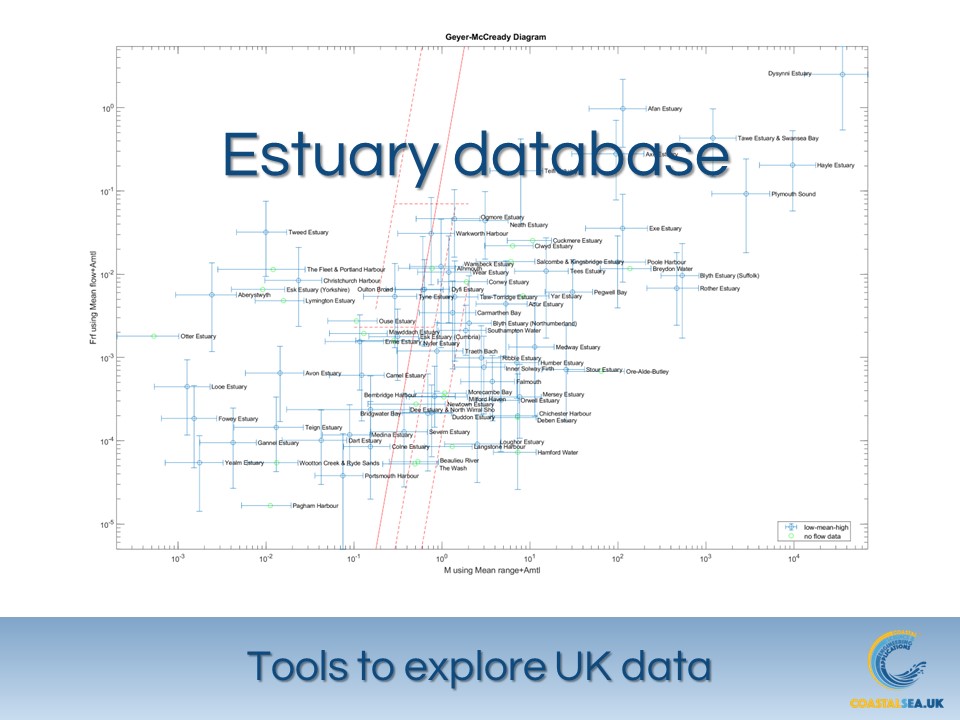 Geyer-McCready Diagram
Estuary database
Dysynni Estuary
Afan Estuary
Tawe Estuary & Swansea Bay
Hayle Estuary
Plymouth Sound
Ogmore Estuary
Neath Estuary
Exe Estuary
Tweed Estuary
Warkworth Harbour
Cuckmere Estuary
Clwyd Estuary
Wansbeck Estuary
Salcombe & Kingsbridge Estuary
Poole Harbour
The Fleet & Portland Harbour
Alnmouth
Wear Estuary
Tees Estuary
Breydon Water
Blyth Estuary (Suffolk)
Christchurch Harbour
Conwy Estuary
Esk Estuary (Yorkshire)
Oulton Broad
Dyfi Estuary
Rother Estuary
Aberystwyth
Tyne Estuary
Taw-Torridge Estuary
Yar Estuary
Pegwell Bay
Lymington Estuary
Artur Estuary
Carmarthen Bay
Ouse Estuary
Blyth Estuary (Northumberland)
Otter Estuary
Mawddach Estuary
Southampton Water
Esk Estuary (Cumbria)
Erme Estuary
Nyfer Estuary
Medway Estuary
Traeth Bach
Ribble Estuary
Humber Estuary
Avon Estuary
Camel Estuary
Inner Solway Firth
Stour Estuary
Ore-Alde-Butley
Looe Estuary
Falmouth
Bembridge Harbour
Morecambe Bay
Milford Haven
Mersey Estuary
Orwell Estuary
Newtown Estuary
Bridgwater Bay
Dee Estuary & North Wirral Sho
Chichester Harbour
Fowey Estuary
Duddon Estuary
Deben Estuary
Teign Estuary
Medina Estuary
Severn Estuary
Gannel Estuary
Dart Estuary
Colne Estuary
Langstone Harbour
Lougher Estuary
Hamford Water
Yealm Estuary
Wootton Creek & Ryde Sands
Beaulieu River
The Wash
Portsmouth Harbour
Pagham Harbour
Frf using Mean flow+Amtl
10^0
10^-1
10^-2
10^-3
10^-4
10^-5
10^-3
10^-2
10^-1
10^0
10^1
10^2
10^3
10^4
M using Mean range+Amtl
low-mean-high
no flow data
Tools to explore UK data
COASTAL
ENGINEERING
APPLICATIONS
COASTALSEA.UK